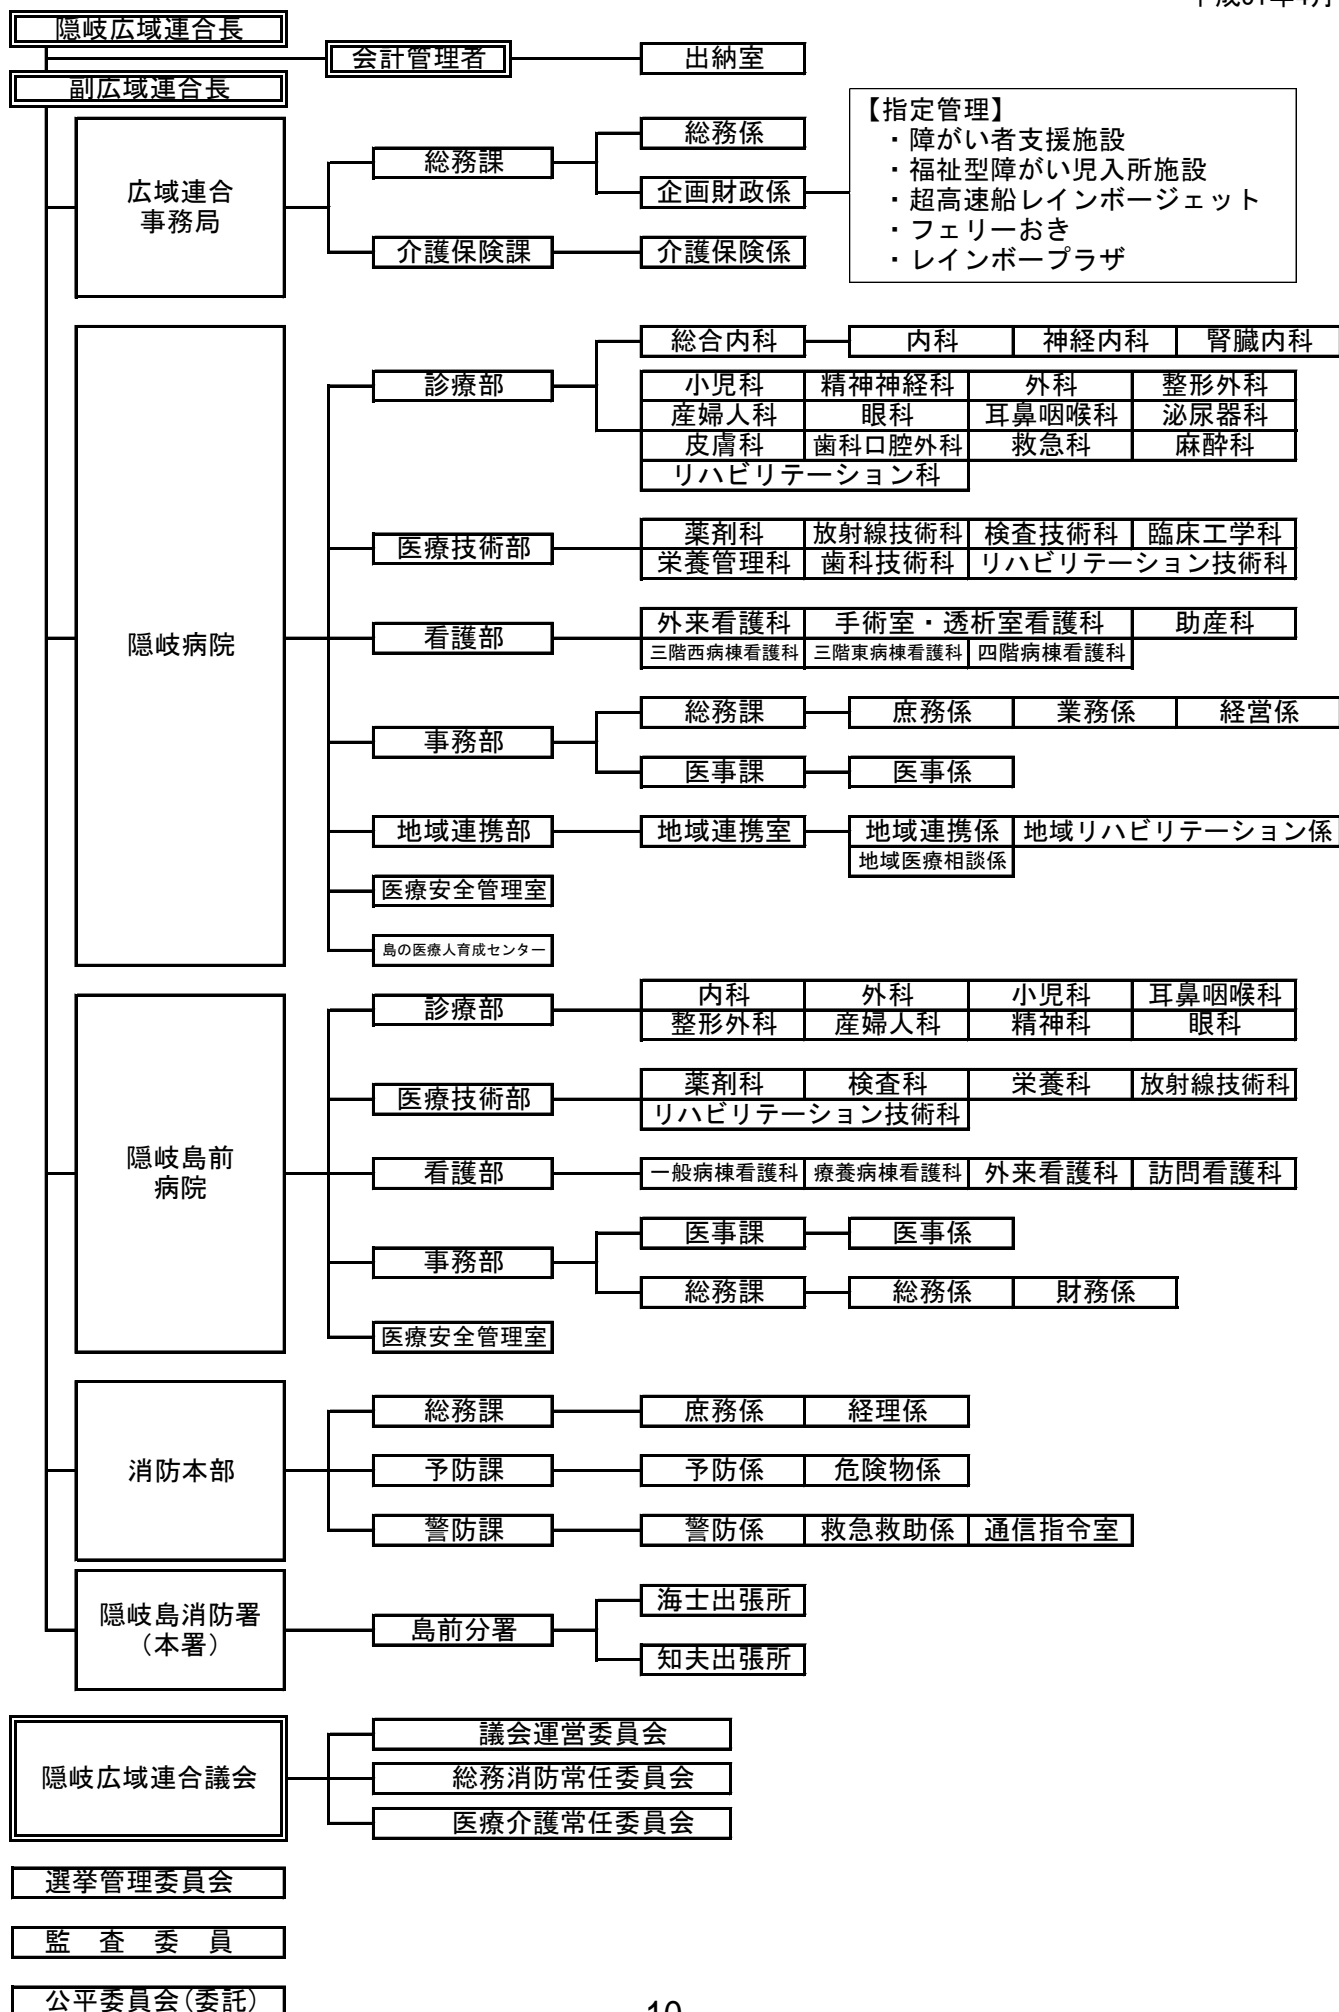 隠岐広域連合長
会計管理者 出納室
副広域連合長
【指定管理】
・障がい者支援施設
・福祉型障がい児入所施設
・超高速船レインボージェット
・フェリーおき
・レインボープラザ
広域連合
事務局
総務課 総務係
企画財政係
介護保険課 介護保険係
隠岐病院
診療部 総合内科 内科 神経内科 腎臓内科
小児科 精神神経科 外科 整形外科
産婦人科 眼科 耳鼻咽喉科 泌尿器科
皮膚科 歯科口腔外科 救急科 麻酔科
リハビリテーション科
医療技術部 薬剤科 放射線技術科 検査技術科 臨床工学科
栄養管理科 歯科技術科 リハビリテーション技術科
看護部 外来看護科 手術室・透析室看護科 助産科
三階西病棟看護科 三階東病棟看護科 四階病棟看護科
事務部 総務課 庶務係 業務係 経営係
医事課 医事係
地域連携部 地域連携室 地域連携係 地域リハビリテーション係
地域医療相談係
医療安全管理室
島の医療人育成センター
隠岐島前
病院
診療部 内科 外科 小児科 耳鼻咽喉科
整形外科 産婦人科 精神科 眼科
医療技術部 薬剤科 検査科 栄養科 放射線技術科
リハビリテーション技術科
看護部 一般病棟看護科 療養病棟看護科 外来看護科 訪問看護科
事務部 医事課 医事係
総務課 総務係 財務係
医療安全管理室
消防本部
総務課 庶務係 経理係
予防課 予防係 危険物係
警防課 警防係 救急救助係 通信指令室
隠岐島消防署
（本署）
島前分署 海士出張所
知夫出張所
隠岐広域連合議会
議会運営委員会
総務消防常任委員会
医療介護常任委員会
選挙管理委員会
監 査 委 員
公平委員会（委託）